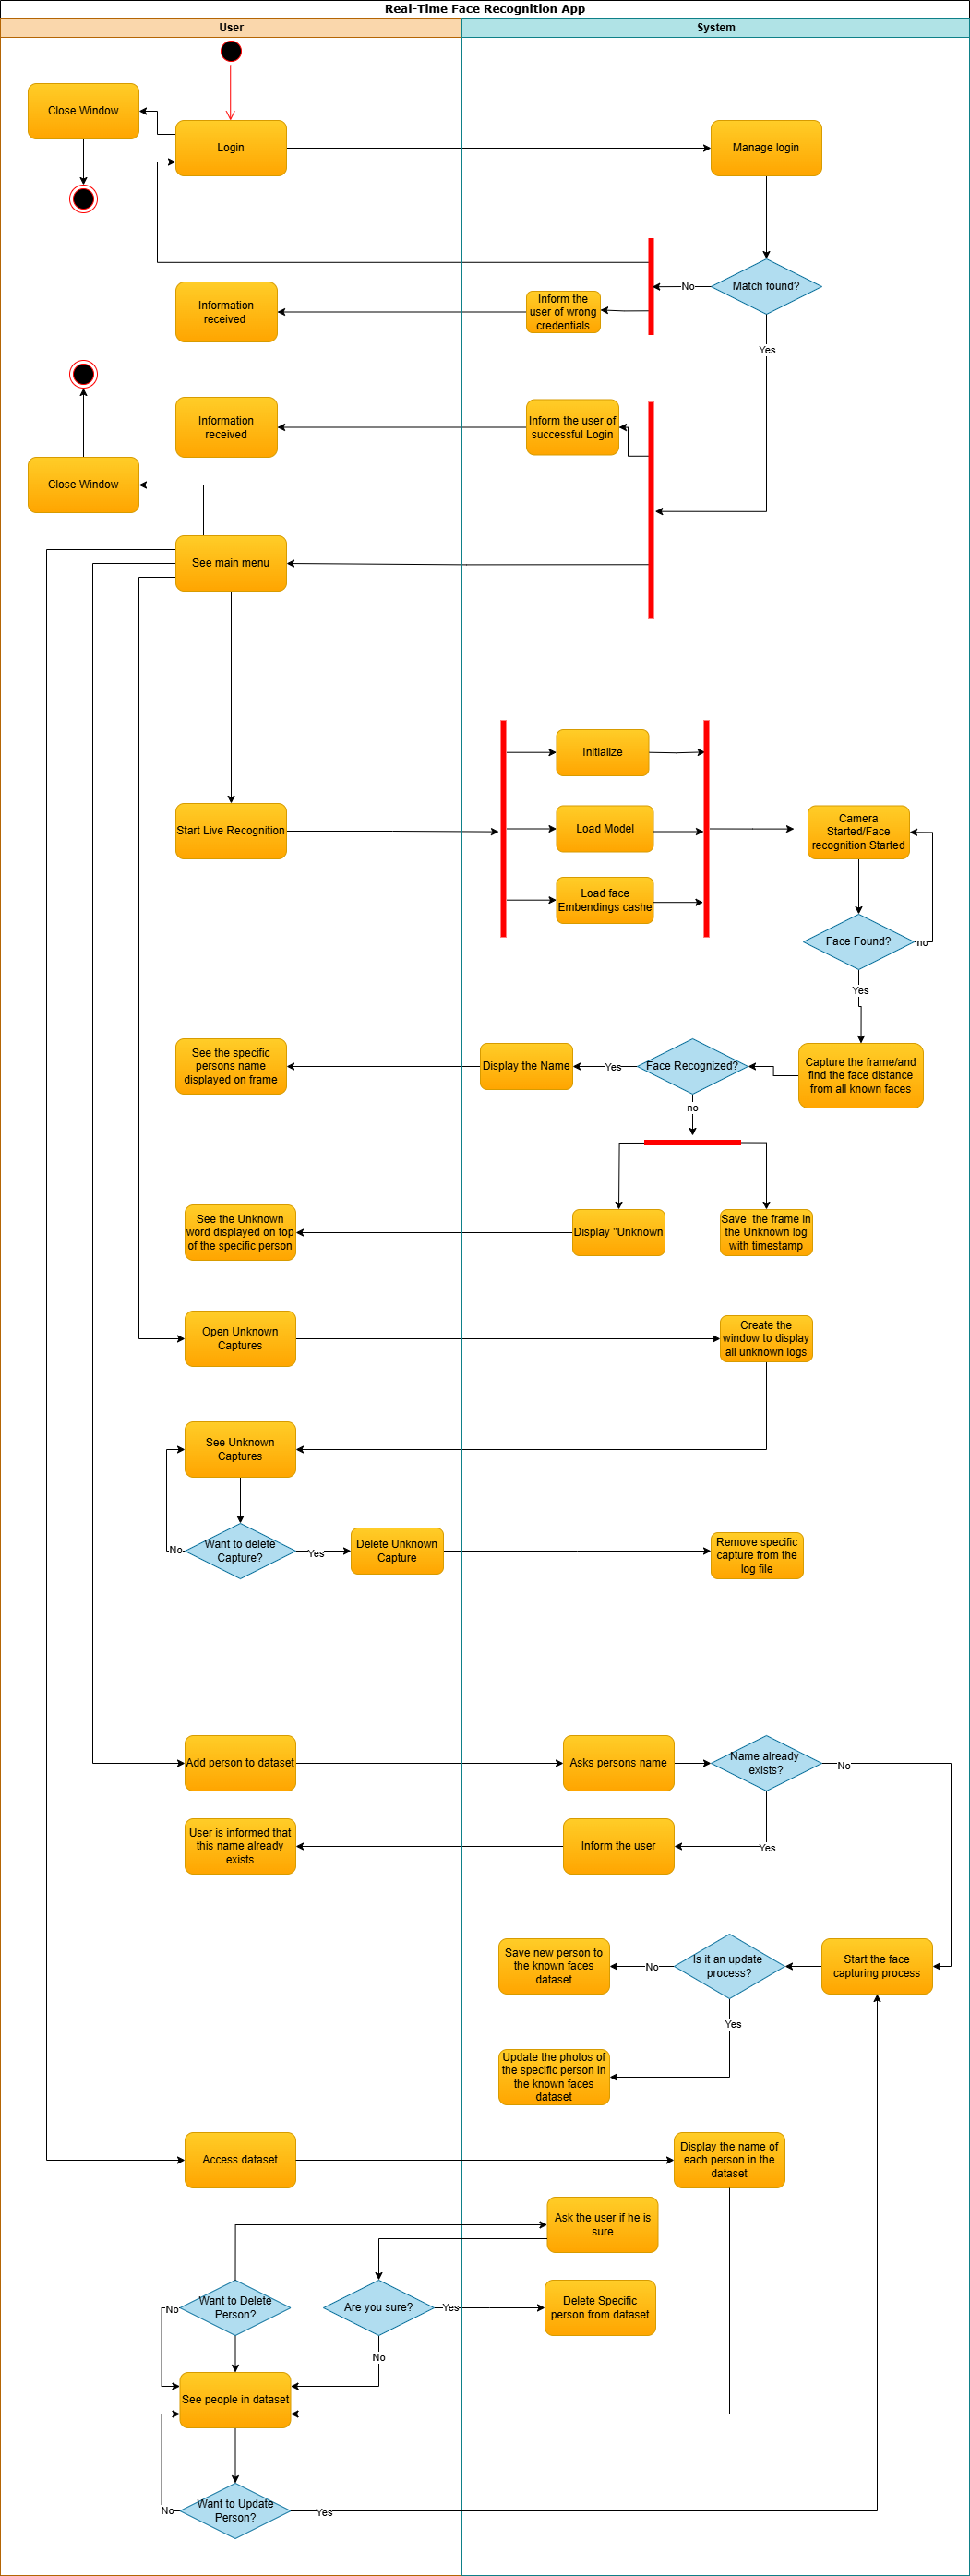 Real-Time Face Recognition App
User
System
Close Window
Login
Manage login
Match found?
No
Inform the
user of wrong
credentials
Information
received
Yes
Inform the user of
successful Login
Information
received
Close Window
See main menu
Initialize
Start Live Recognition
Load Model
Camera
Started/Face
recognition Started
Load face
Embendings cashe
Face Found?
no
Yes
See the specific
persons name
displayed on frame
Display the Name
Yes
Face Recognized?
Capture the frame/and
find the face distance
from all known faces
no
See the Unknown
word displayed on top
of the specific person
Display "Unknown
Save  the frame in
the Unknown log
with timestamp
Open Unknown
Captures
Create the
window to display
all unknown logs
See Unknown
Captures
No
Want to delete
Capture?
Yes
Delete Unknown
Capture
Remove specific
capture from the
log file
Add person to dataset
Asks persons name
Name already
exists?
No
User is informed that
this name already
exists
Inform the user
Yes
Save new person to
the known faces
dataset
No
Is it an update
process?
Start the face
capturing process
Yes
Update the photos of
the specific person in
the known faces
dataset
Access dataset
Display the name of
each person in the
dataset
Ask the user if he is
sure
No
Want to Delete
Person?
Are you sure?
Yes
Delete Specific
person from dataset
No
See people in dataset
No
Want to Update
Person?
Yes